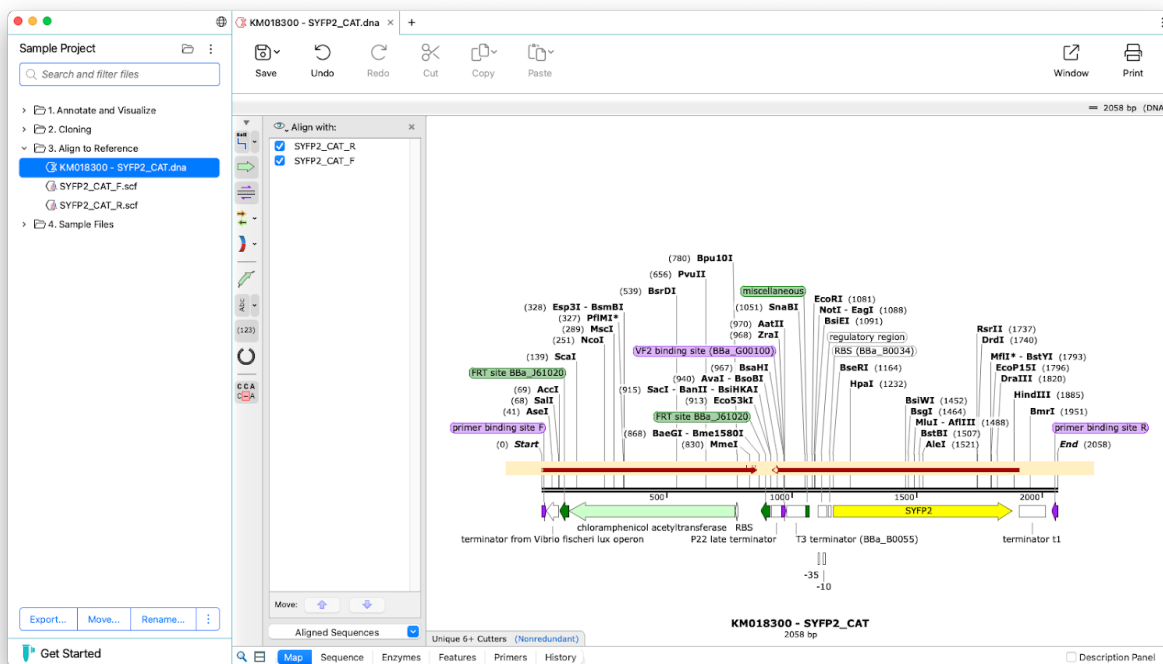 KM018300 - SYFP2_CAT.dna × +
Sample Project
Search and filter files
1. Annotate and Visualize
2. Cloning
3. Align to Reference
KM018300 - SYFP2_CAT.dna
SYFP2_CAT_F.scf
SYFP2_CAT_R.scf
4. Sample Files
Export...
Move...
Rename...
Get Started
Save
Undo
Redo
Cut
Copy
Paste
Window
Print
2058 bp (DNA
Align with:
SYFP2_CAT_R
SYFP2_CAT_F
Move:
Aligned Sequences
Abc
(123)
C C A
C - A
(780) Bpu10I
(656) PvuII
(539) BsrDI
miscellaneous
(328) Esp3I - BsmBI
(1051) SnaBI
EcoRI (1081)
(327) PflMI*
NotI - EagI (1088)
(289) MscI
(970) AatII
BsiEI (1091)
(251) NcoI
(968) ZraI
regulatory region
RsrII (1737)
(139) ScaI
VF2 binding site (BBa_G00100)
RBS (BBa_B0034)
DrdI (1740)
FRT site BBa_J61020
(967) BsaHI
BseRI (1164)
MflI* - BstYI (1793)
(69) AccI
(940) AvaI - BsoBI
HpaI (1232)
EcoP15I (1796)
(68) SalI
(915) SacI - BanII - BsiHKAI
BsiWI (1452)
DraIII (1820)
(41) AseI
(913) Eco53kI
BsgI (1464)
HindIII (1885)
FRT site BBa_J61020
MluI - AflIII (1488)
BmrI (1951)
primer binding site F
(868) BaeGI - Bme1580I
BstBI (1507)
primer binding site R
(0) Start
(830) MmeI
AleI (1521)
End (2058)
500
1000
1500
2000
SYFP2
chloramphenicol acetyltransferase
RBS
terminator from Vibrio fischeri lux operon
P22 late terminator
T3 terminator (BBa_B0055)
terminator t1
-35
-10
KM018300 - SYFP2_CAT
2058 bp
Unique 6+ Cutters (Nonredundant)
Map
Sequence
Enzymes
Features
Primers
History
Description Panel